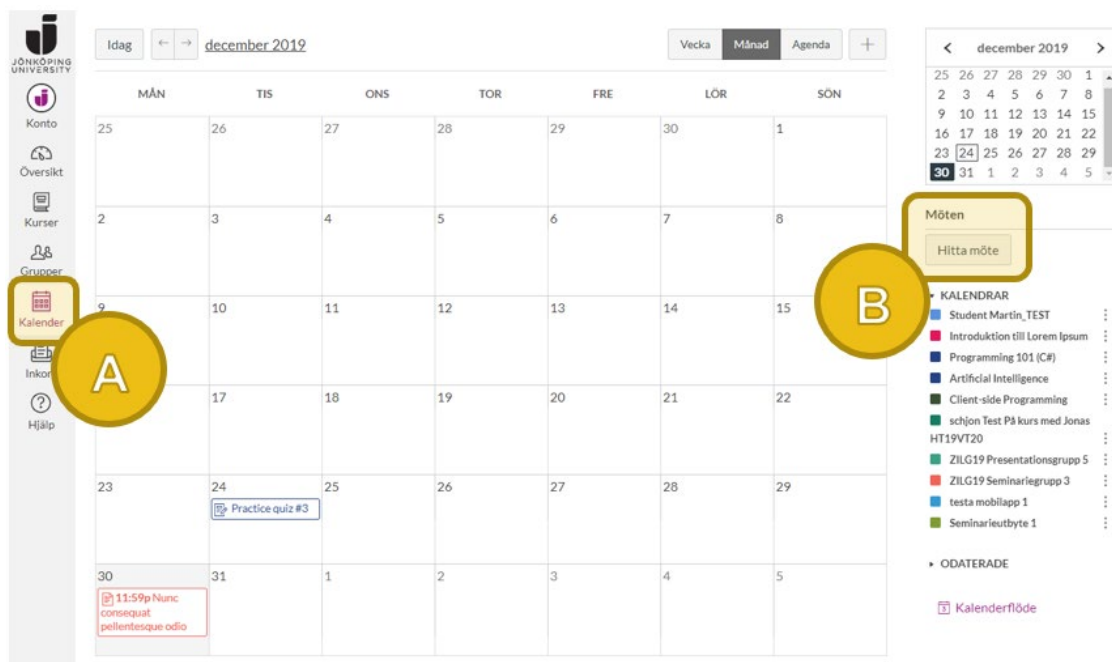 JÖNKÖPING
UNIVERSITY
Konto
Översikt
Kurser
Grupper
Kalender
Hjälp
A
Idag ← → december 2019 Vecka Månad Agenda +
MÅN TIS ONS TOR FRE LÖR SÖN
25 26 27 28 29 30 1
2 3 4 5 6 7 8
9 10 11 12 13 14 15
17 18 19 20 21 22
23 24 25 26 27 28 29
Practice quiz #3
30 31 1 2 3 4 5
11:59p Nunc
consequat
pellentesque odio
december 2019
25 26 27 28 29 30 1
2 3 4 5 6 7 8
9 10 11 12 13 14 15
16 17 18 19 20 21 22
23 24 25 26 27 28 29
30 31 1 2 3 4 5
Möten
Hitta möte
B
KALENDRAR
Student Martin_TEST
Introduktion till Lorem Ipsum
Programming 101 (C#)
Artificial Intelligence
Client-side Programming
schjon Test På kurs med Jonas
HT19VT20
ZILG19 Presentationsgrupp 5
ZILG19 Seminariegrupp 3
testa mobilapp 1
Seminarieutbyte 1
ODATERADE
Kalenderflöde